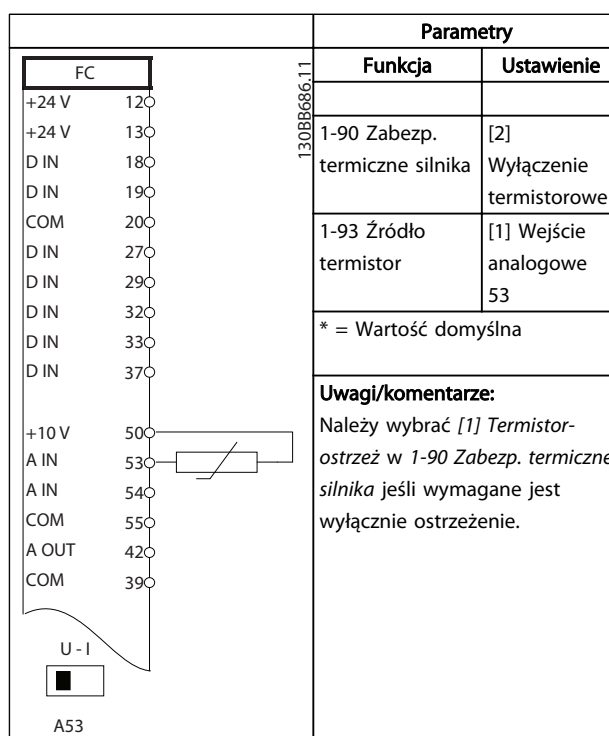 FC
+24 V 12
+24 V 13
D IN 18
D IN 19
COM 20
D IN 27
D IN 29
D IN 32
D IN 33
D IN 37
+10 V 50
A IN 53
A IN 54
COM 55
A OUT 42
COM 39
U - I
A53
130BB686.11
Parametry
Funkcja Ustawienie
1-90 Zabezp.
termiczne silnika
[2]
Wyłączenie
termistorowe
1-93 Źródło
termistor
[1] Wejście
analogowe
53
* = Wartość domyślna
Uwagi/komentarze:
Należy wybrać [1] Termistor-
ostrzeż w 1-90 Zabezp. termiczne
silnika jeśli wymagane jest
wyłącznie ostrzeżenie.